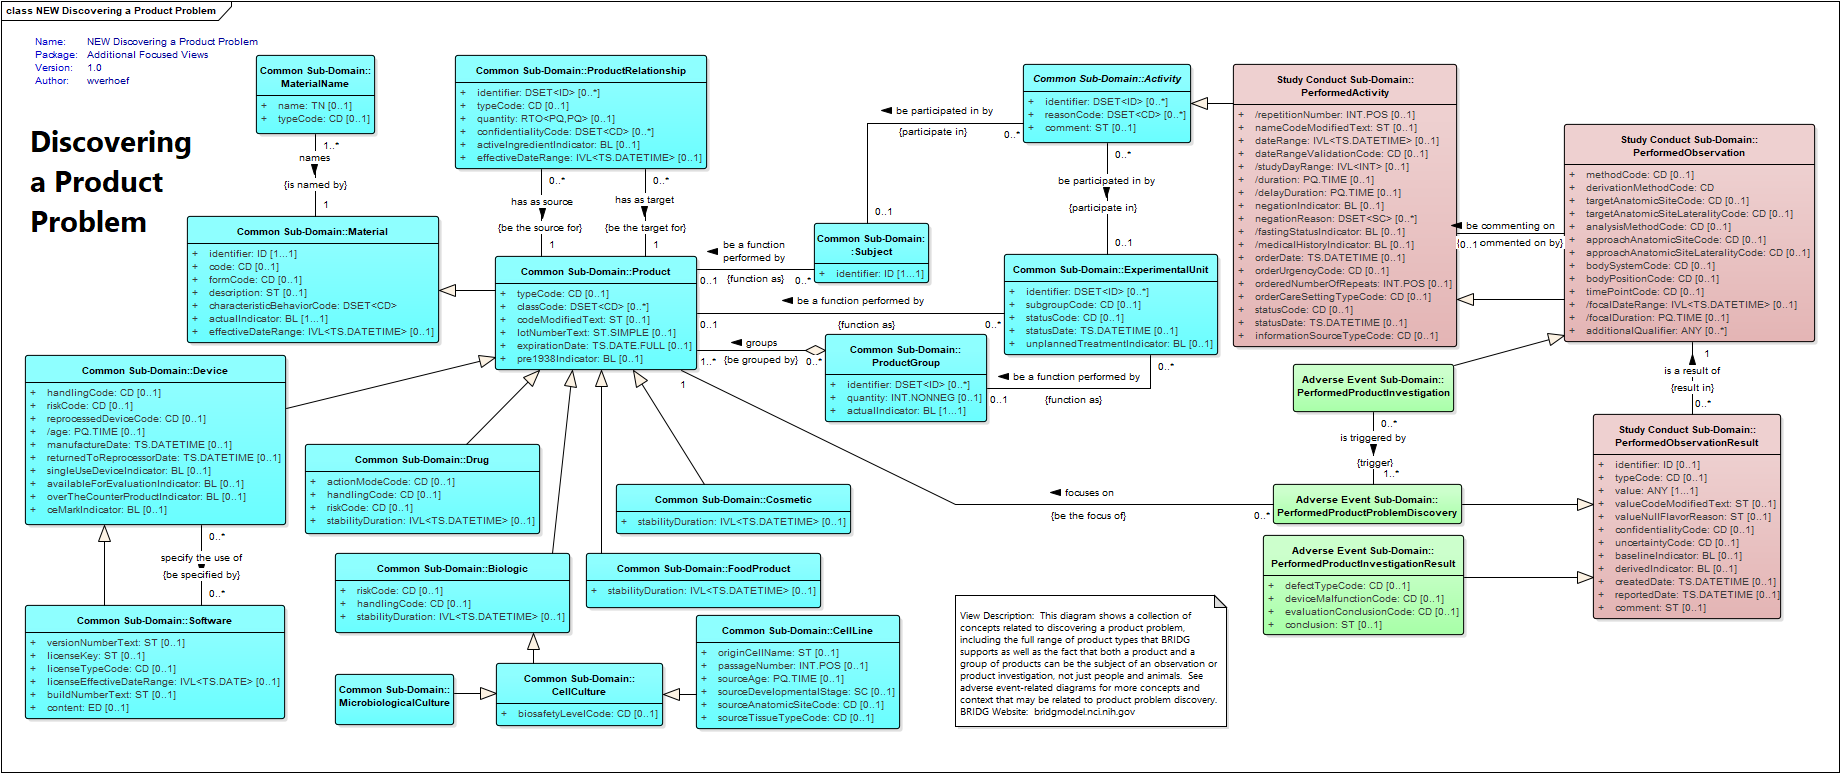 class NEW Discovering a Product Problem
Name: NEW Discovering a Product Problem
Package: Additional Focused Views
Version: 1.0
Author: wverhoef
Discovering
a Product
Problem
Common Sub-Domain::
MaterialName
+ name: TN [0..1]
+ typeCode: CD [0..1]
1..*
names
{is named by}
1
Common Sub-Domain::Material
+ identifier: ID [1...1]
+ code: CD [0..1]
+ formCode: CD [0..1]
+ description: ST [0..1]
+ characteristicBehaviorCode: DSET<CD>
+ actualIndicator: BL [1...1]
+ effectiveDateRange: IVL<TS.DATETIME> [0..1]
Common Sub-Domain::ProductRelationship
+ identifier: DSET<ID> [0..*]
+ typeCode: CD [0..1]
+ quantity: RTO<PQ,PQ> [0..1]
+ confidentialityCode: DSET<CD> [0..*]
+ activeIngredientIndicator: BL [0..1]
+ effectiveDateRange: IVL<TS.DATETIME> [0..1]
0..*
has as source
{be the source for}
1
0..*
has as target
{be the target for}
1
Common Sub-Domain::Product
+ typeCode: CD [0..1]
+ classCode: DSET<CD> [0..*]
+ codeModifiedText: ST [0..1]
+ lotNumberText: ST.SIMPLE [0..1]
+ expirationDate: TS.DATE.FULL [0..1]
+ pre1938Indicator: BL [0..1]
Common Sub-Domain:
:Subject
+ identifier: ID [1...1]
be a function
performed by
{function as}
0..1
0..*
be participated in by
{participate in}
0..*
0..1
Common Sub-Domain::Activity
+ identifier: DSET<ID> [0..*]
+ reasonCode: DSET<CD> [0..*]
+ comment: ST [0..1]
0..*
be participated in by
{participate in}
0..1
Common Sub-Domain::ExperimentalUnit
+ identifier: DSET<ID> [0..*]
+ subgroupCode: CD [0..1]
+ statusCode: CD [0..1]
+ statusDate: TS.DATETIME [0..1]
+ unplannedTreatmentIndicator: BL [0..1]
be a function performed by
{function as}
0..1
0..*
groups
{be grouped by}
1..*
0..*
Common Sub-Domain::
ProductGroup
+ identifier: DSET<ID> [0..*]
+ quantity: INT.NONNEG [0..1]
+ actualIndicator: BL [1...1]
0..*
be a function performed by
{function as}
0..1
Study Conduct Sub-Domain::
PerformedActivity
+ /repetitionNumber: INT.POS [0..1]
+ nameCodeModifiedText: ST [0..1]
+ dateRange: IVL<TS.DATETIME> [0..1]
+ dateRangeValidationCode: CD [0..1]
+ /studyDayRange: IVL<INT> [0..1]
+ /duration: PQ.TIME [0..1]
+ /delayDuration: PQ.TIME [0..1]
+ negationIndicator: BL [0..1]
+ negationReason: DSET<SC> [0..*]
+ /fastingStatusIndicator: BL [0..1]
+ /medicalHistoryIndicator: BL [0..1]
+ orderDate: TS.DATETIME [0..1]
+ orderUrgencyCode: CD [0..1]
+ orderedNumberOfRepeats: INT.POS [0..1]
+ orderCareSettingTypeCode: CD [0..1]
+ statusCode: CD [0..1]
+ statusDate: TS.DATETIME [0..1]
+ informationSourceTypeCode: CD [0..1]
be commenting on
{0..1 ommented on by}
Study Conduct Sub-Domain::
PerformedObservation
+ methodCode: CD [0..1]
+ derivationMethodCode: CD
+ targetAnatomicSiteCode: CD [0..1]
+ targetAnatomicSiteLateralityCode: CD [0..1]
+ analysisMethodCode: CD [0..1]
+ approachAnatomicSiteCode: CD [0..1]
+ approachAnatomicSiteLateralityCode: CD [0..1]
+ bodySystemCode: CD [0..1]
+ bodyPositionCode: CD [0..1]
+ timePointCode: CD [0..1]
+ /focalDateRange: IVL<TS.DATETIME> [0..1]
+ /focalDuration: PQ.TIME [0..1]
+ additionalQualifier: ANY [0..*]
1
is a result of
{result in}
0..*
Adverse Event Sub-Domain::
PerformedProductInvestigation
0..*
is triggered by
{trigger}
1..*
Adverse Event Sub-Domain::
PerformedProductProblemDiscovery
1
focuses on
{be the focus of}
0..*
Adverse Event Sub-Domain::
PerformedProductInvestigationResult
+ defectTypeCode: CD [0..1]
+ deviceMalfunctionCode: CD [0..1]
+ evaluationConclusionCode: CD [0..1]
+ conclusion: ST [0..1]
Study Conduct Sub-Domain::
PerformedObservationResult
+ identifier: ID [0..1]
+ typeCode: CD [0..1]
+ value: ANY [1...1]
+ valueCodeModifiedText: ST [0..1]
+ valueNullFlavorReason: ST [0..1]
+ confidentialityCode: CD [0..1]
+ uncertaintyCode: CD [0..1]
+ baselineIndicator: BL [0..1]
+ derivedIndicator: BL [0..1]
+ createdDate: TS.DATETIME [0..1]
+ reportedDate: TS.DATETIME [0..1]
+ comment: ST [0..1]
Common Sub-Domain::Device
+ handlingCode: CD [0..1]
+ riskCode: CD [0..1]
+ reprocessedDeviceCode: CD [0..1]
+ /age: PQ.TIME [0..1]
+ manufactureDate: TS.DATETIME [0..1]
+ returnedToReprocessorDate: TS.DATETIME [0..1]
+ singleUseDeviceIndicator: BL [0..1]
+ availableForEvaluationIndicator: BL [0..1]
+ overTheCounterProductIndicator: BL [0..1]
+ ceMarkIndicator: BL [0..1]
0..*
specify the use of
{be specified by}
0..*
Common Sub-Domain::Software
+ versionNumberText: ST [0..1]
+ licenseKey: ST [0..1]
+ licenseTypeCode: CD [0..1]
+ licenseEffectiveDateRange: IVL<TS.DATE> [0..1]
+ buildNumberText: ST [0..1]
+ content: ED [0..1]
Common Sub-Domain::Drug
+ actionModeCode: CD [0..1]
+ handlingCode: CD [0..1]
+ riskCode: CD [0..1]
+ stabilityDuration: IVL<TS.DATETIME> [0..1]
Common Sub-Domain::Cosmetic
+ stabilityDuration: IVL<TS.DATETIME> [0..1]
Common Sub-Domain::Biologic
+ riskCode: CD [0..1]
+ handlingCode: CD [0..1]
+ stabilityDuration: IVL<TS.DATETIME> [0..1]
Common Sub-Domain::FoodProduct
+ stabilityDuration: IVL<TS.DATETIME> [0..1]
Common Sub-Domain::
MicrobiologicalCulture
Common Sub-Domain::
CellCulture
+ biosafetyLevelCode: CD [0..1]
Common Sub-Domain::CellLine
+ originCellName: ST [0..1]
+ passageNumber: INT.POS [0..1]
+ sourceAge: PQ.TIME [0..1]
+ sourceDevelopmentalStage: SC [0..1]
+ sourceAnatomicSiteCode: CD [0..1]
+ sourceTissueTypeCode: CD [0..1]
View Description: This diagram shows a collection of
concepts related to discovering a product problem,
including the full range of product types that BRIDG
supports as well as the fact that both a product and a
group of products can be the subject of an observation or
product investigation, not just people and animals. See
adverse event-related diagrams for more concepts and
context that may be related to product problem discovery.
BRIDG Website: bridgmodel.nci.nih.gov